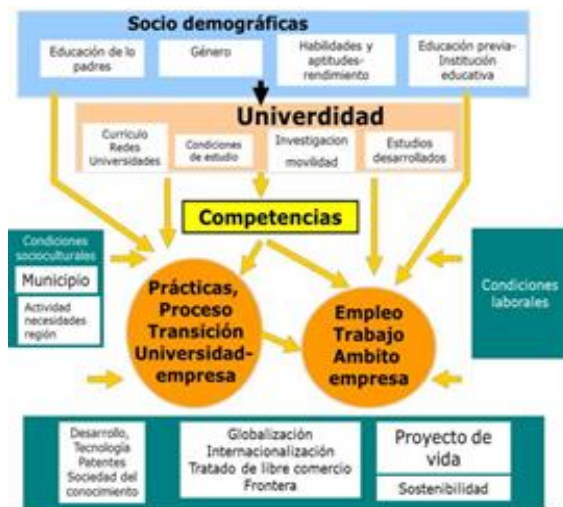 Socio demográficas
Educación de lo
padres
Género
Habilidades y
aptitudes-
rendimiento
Educación previa-
Institución
educativa
Univerdidad
Currículo
Redes
Universidades
Condiciones
de estudio
Investigacion
movilidad
Estudios
desarrollados
Competencias
Condiciones
socioculturales
Municipio
Actividad
necesidades
región
Prácticas,
Proceso
Transición
Universidad-
empresa
Empleo
Trabajo
Ambito
empresa
Condiciones
laborales
Desarrollo,
Tecnología
Patentes
Sociedad del
conocimiento
Globalización
Internacionalización
Tratado de libre comercio
Frontera
Proyecto de
vida
Sostenibilidad